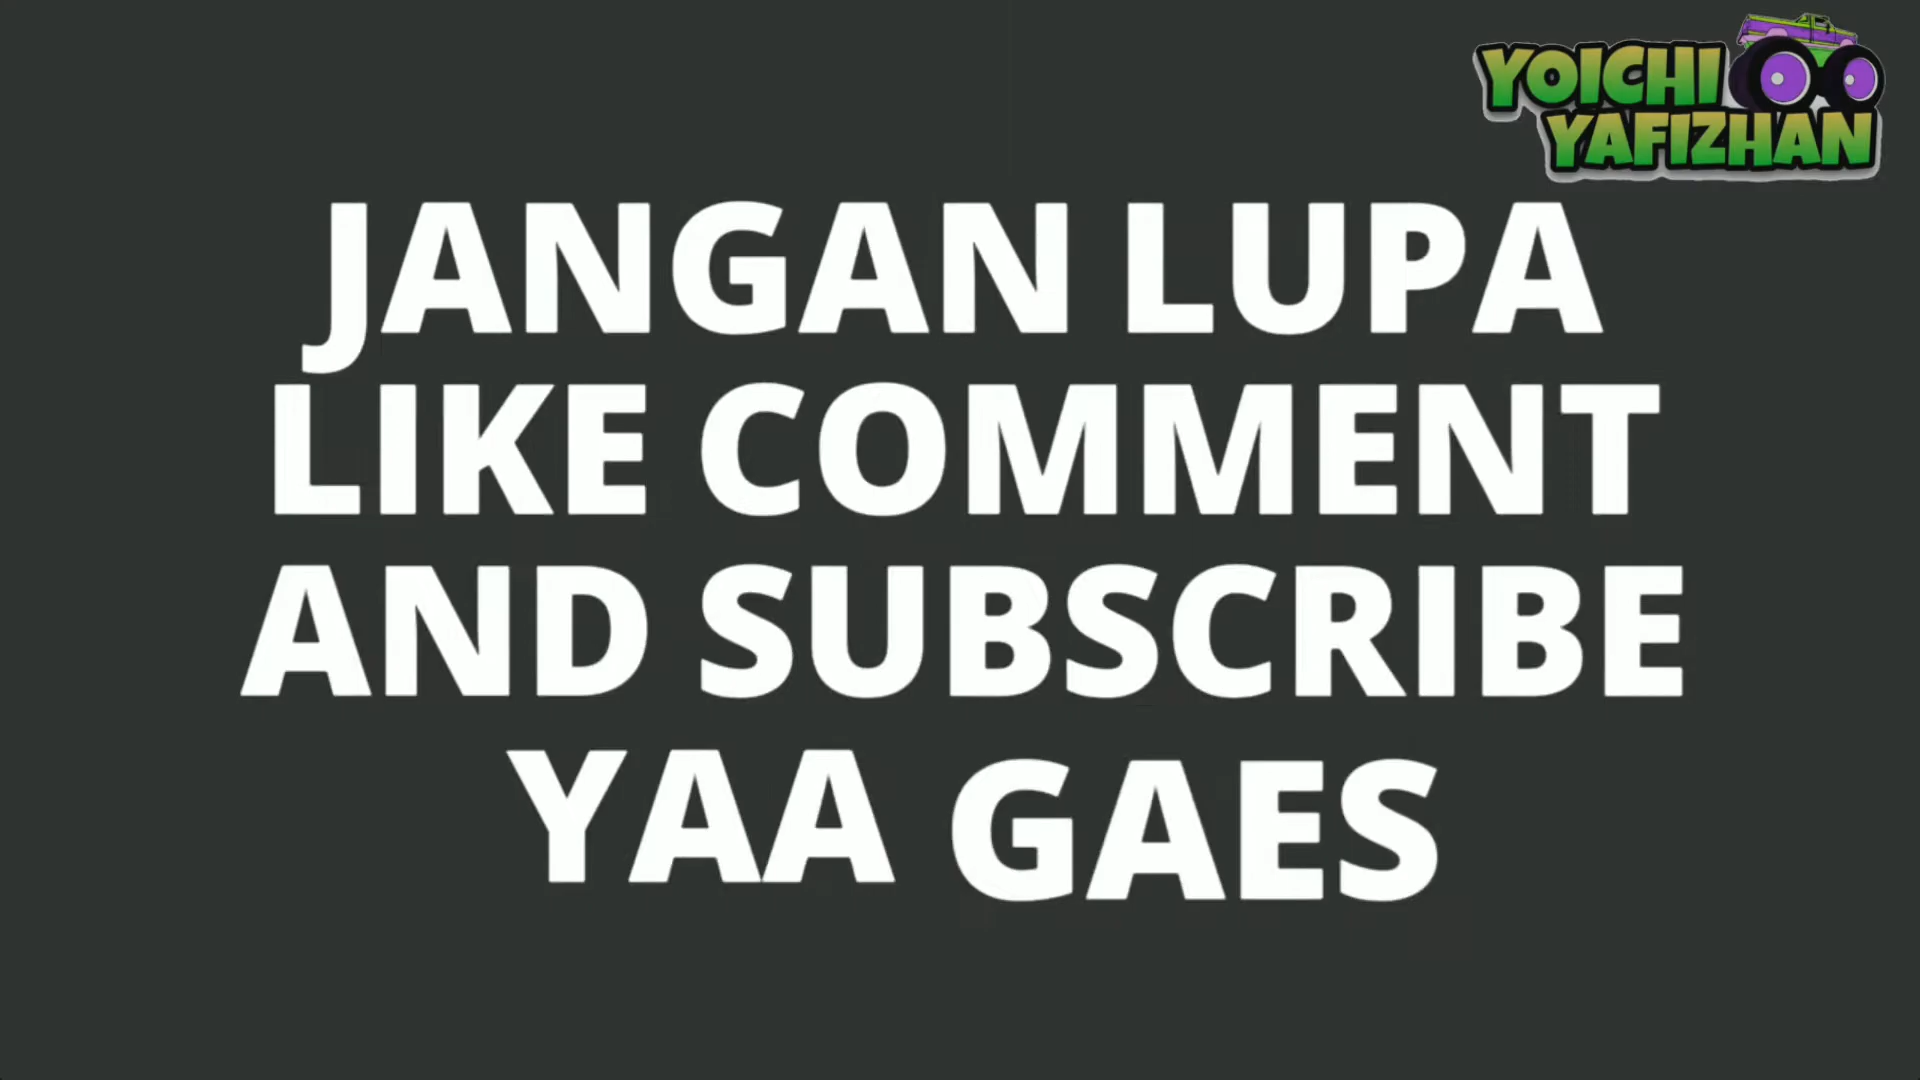 YOICHI
YAFIZHAN
JANGAN LUPA
LIKE COMMENT
AND SUBSCRIBE
YAA GAES